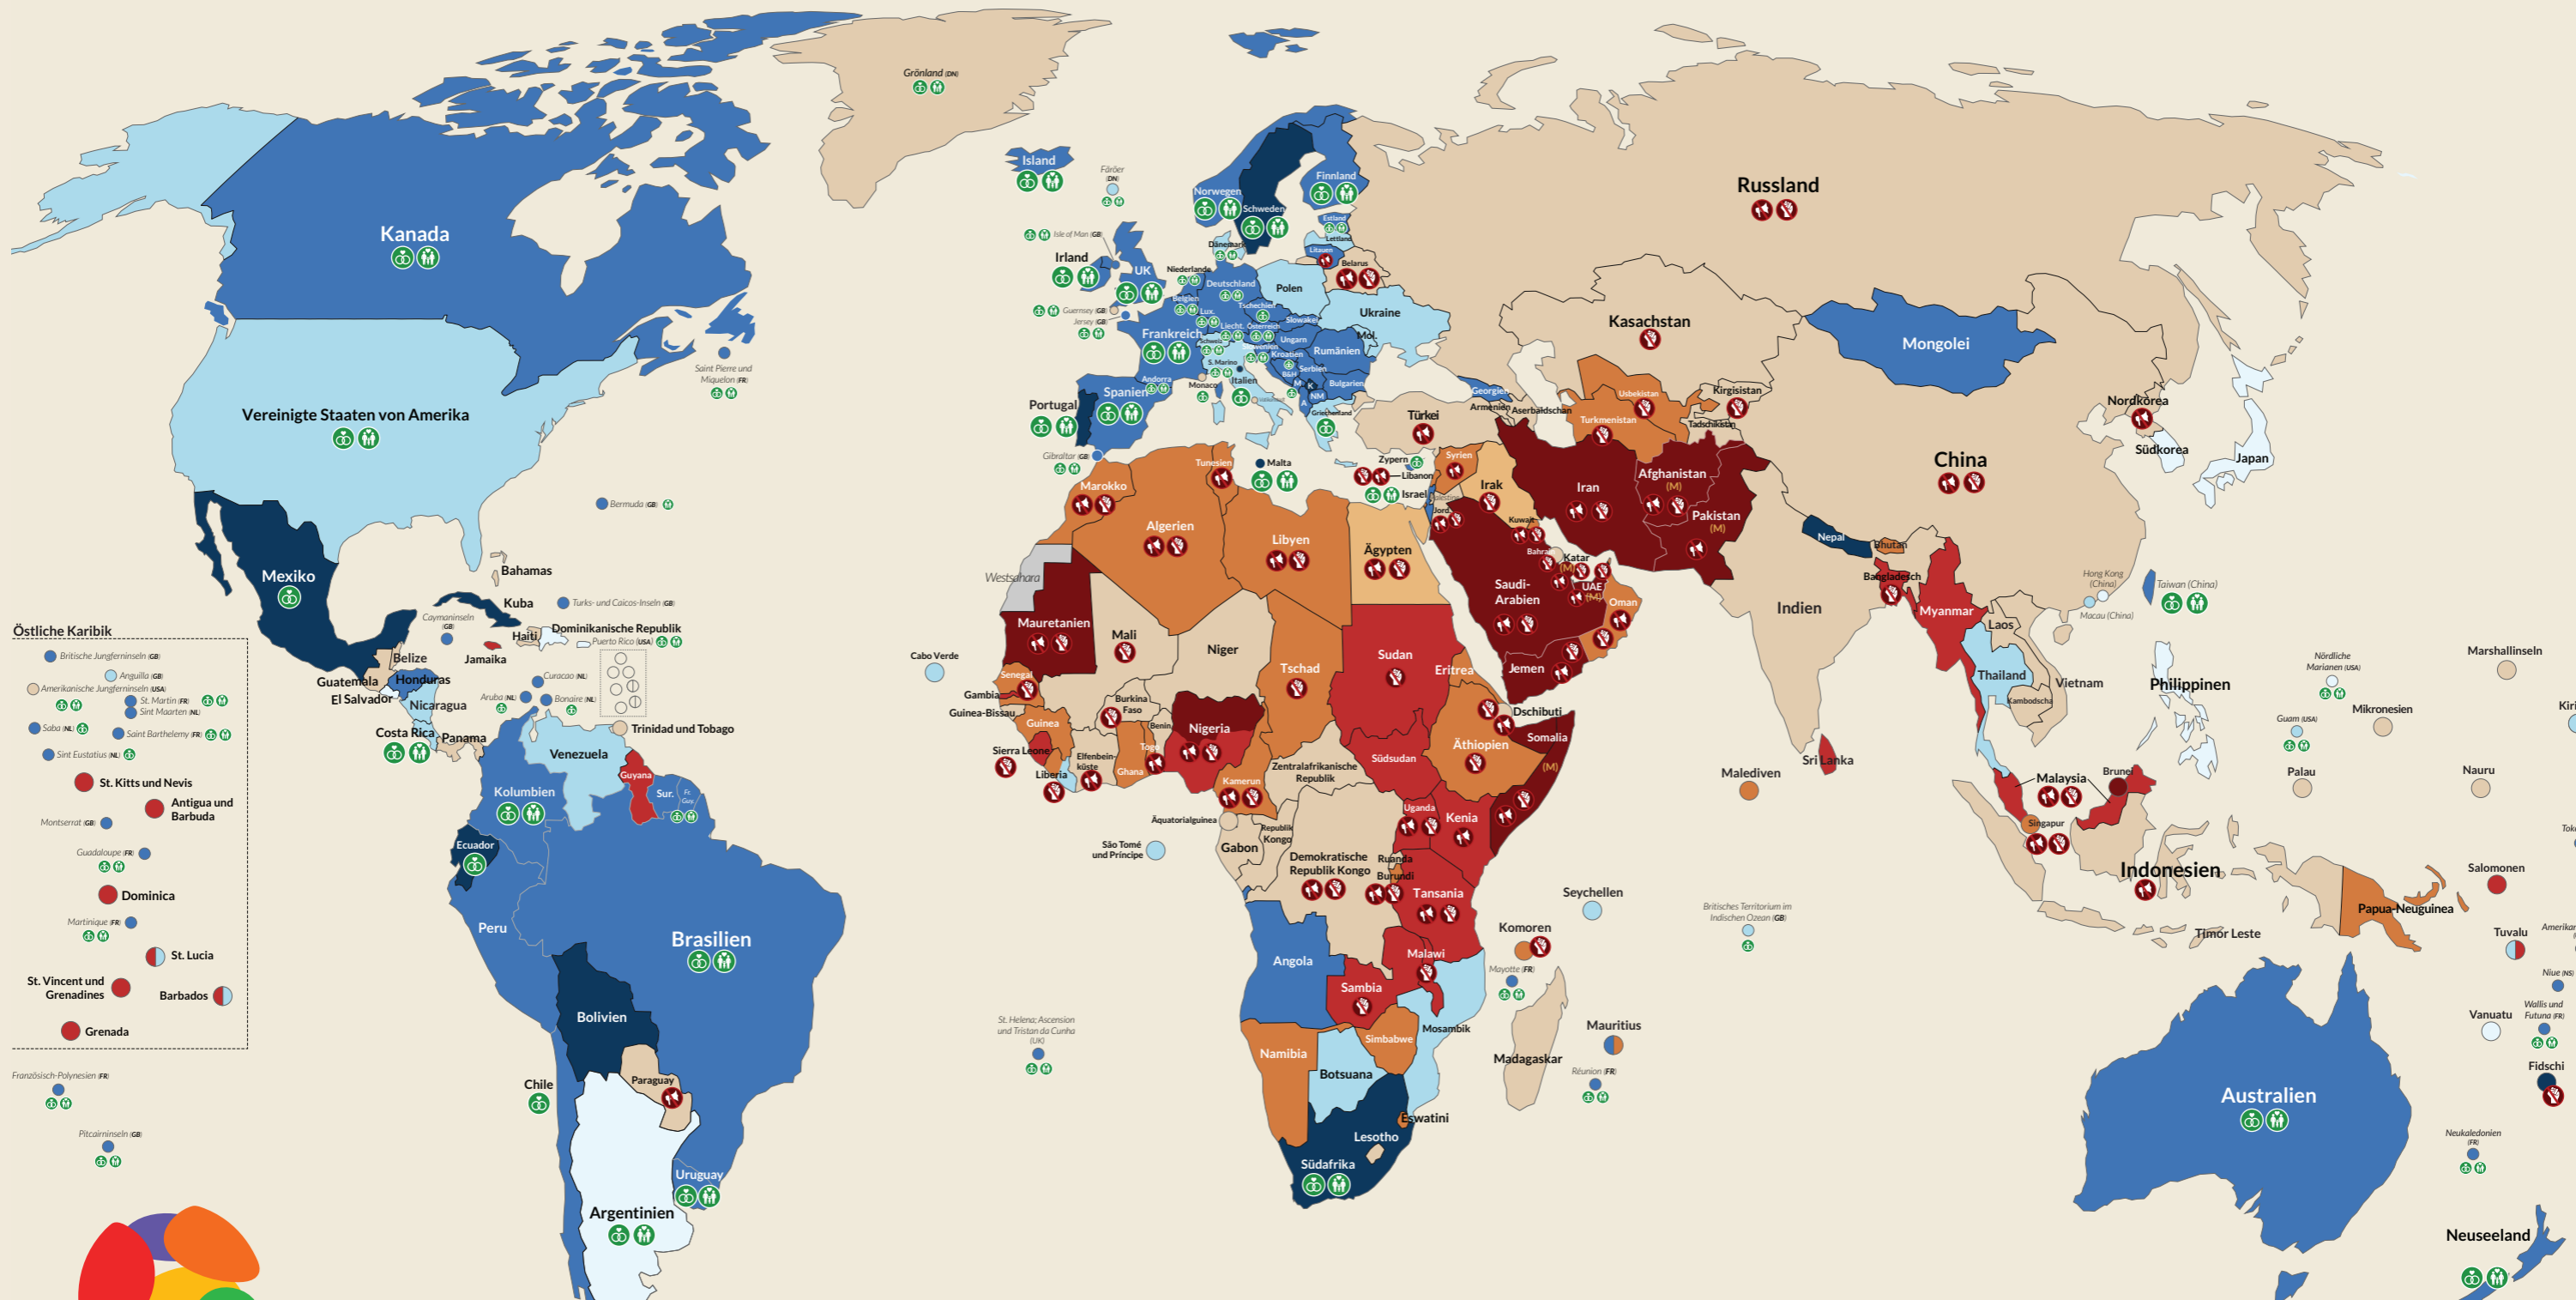 Grönland (DN)
Kanada
Vereinigte Staaten von Amerika
Saint Pierre und
Miquelon (FR)
Bermuda (GB)
Mexiko
Bahamas
Kuba
Turks- und Caicos-Inseln (GB)
Caymaninseln
(GB)
Haiti
Dominikanische Republik
Puerto Rico (USA)
Jamaika
Belize
Guatemala
Honduras
El Salvador
Nicaragua
Costa Rica
Panama
Curacao (NL)
Aruba (NL)
Bonaire (NL)
Trinidad und Tobago
Östliche Karibik
Britische Jungferninseln (GB)
Anguilla (GB)
Amerikanische Jungferninseln (USA)
St. Martin (FR)
Sint Maarten (NL)
Saba (NL)
Saint Barthelemy (FR)
Sint Eustatius (NL)
St. Kitts und Nevis
Antigua und
Barbuda
Montserrat (GB)
Guadaloupe (FR)
Dominica
Martinique (FR)
St. Lucia
St. Vincent und
Grenadines
Barbados
Grenada
Französisch-Polynesien (FR)
Pitcairninseln (GB)
Venezuela
Guyana
Sur.
Fr.
Guy.
Kolumbien
Ecuador
Peru
Brasilien
Bolivien
Paraguay
Chile
Uruguay
Argentinien
Island
Färöer
(DN)
Norwegen
Schweden
Finnland
Estland
Lettland
Litauen
Belarus
Dänemark
Isle of Man (GB)
Irland
UK
Niederlande
Deutschland
Polen
Belgien
Lux.
Tschechien
Slowakei
Ukraine
Guernsey (GB)
Jersey (GB)
Frankreich
Liecht.
Österreich
Schweiz
Ungarn
Mol.
Slowenien
Kroatien
Rumänien
S. Marino
B&H
Serbien
Monaco
Italien
Andorra
M
K
Bulgarien
NM
A
Griechenland
Spanien
Portugal
Gibraltar (GB)
Malta
Zypern
Libanon
Israel
Palästina
Türkei
Georgien
Armenien
Aserbaidschan
Russland
Kasachstan
Usbekistan
Turkmenistan
Kirgisistan
Tadschikistan
Mongolei
China
Nordkorea
Südkorea
Japan
Syrien
Irak
Jord.
Kuwait
Iran
Afghanistan
(M)
Pakistan
(M)
Bahrain
Katar
(M)
UAE
(M)
Saudi-
Arabien
Oman
Jemen
Nepal
Bhutan
Bangladesch
Indien
Myanmar
Laos
Thailand
Vietnam
Kambodscha
Hong Kong
(China)
Macau (China)
Taiwan (China)
Philippinen
Sri Lanka
Malediven
Malaysia
Brunei
Singapur
Indonesien
Timor Leste
Papua-Neuguinea
Marokko
Tunesien
Algerien
Libyen
Ägypten
Westsahara
Mauretanien
Mali
Niger
Tschad
Sudan
Eritrea
Dschibuti
Somalia
(M)
Äthiopien
Südsudan
Cabo Verde
Senegal
Gambia
Guinea-Bissau
Guinea
Sierra Leone
Liberia
Elfenbein-
küste
Burkina
Faso
Ghana
Togo
Benin
Nigeria
Kamerun
Zentralafrikanische
Republik
Äquatorialguinea
São Tomé
und Príncipe
Gabon
Republik
Kongo
Demokratische
Republik Kongo
Uganda
Kenia
Ruanda
Burundi
Tansania
Seychellen
Britisches Territorium im
Indischen Ozean (GB)
Komoren
Mayotte (FR)
Angola
Sambia
Malawi
Mosambik
Simbabwe
Madagaskar
Mauritius
Réunion (FR)
Namibia
Botsuana
Eswatini
Lesotho
Südafrika
St. Helena; Ascension
und Tristan da Cunha
(UK)
Nördliche
Marianen (USA)
Guam (USA)
Palau
Mikronesien
Marshallinseln
Nauru
Kiri
Salomonen
Tuvalu
Niue (NS)
Wallis und
Futuna (FR)
Vanuatu
Fidschi
Neukaledonien
(FR)
Australien
Neuseeland